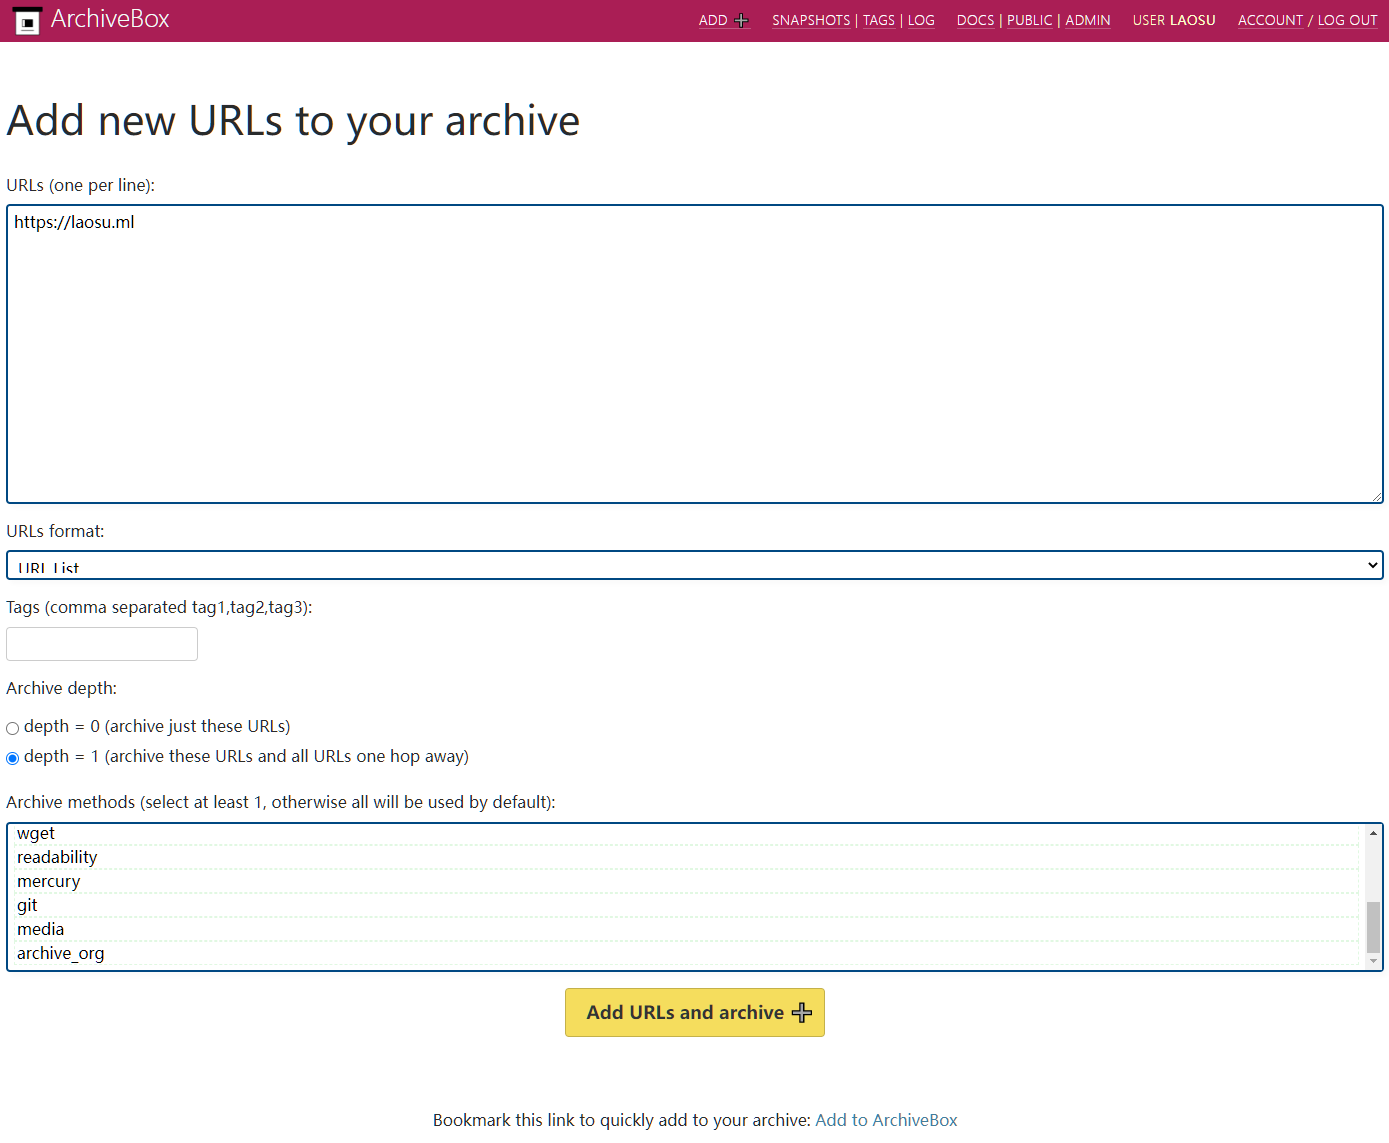 ArchiveBox
ADD SNAPSHOTS | TAGS | LOG DOCS | PUBLIC | ADMIN USER LAOSU ACCOUNT / LOG OUT
Add new URLs to your archive
URLs (one per line):
https://laosu.ml
URLs format:
URL List
Tags (comma separated tag1,tag2,tag3):
Archive depth:
depth = 0 (archive just these URLs)
depth = 1 (archive these URLs and all URLs one hop away)
Archive methods (select at least 1, otherwise all will be used by default):
wget
readability
mercury
git
media
archive_org
Add URLs and archive
Bookmark this link to quickly add to your archive: Add to ArchiveBox